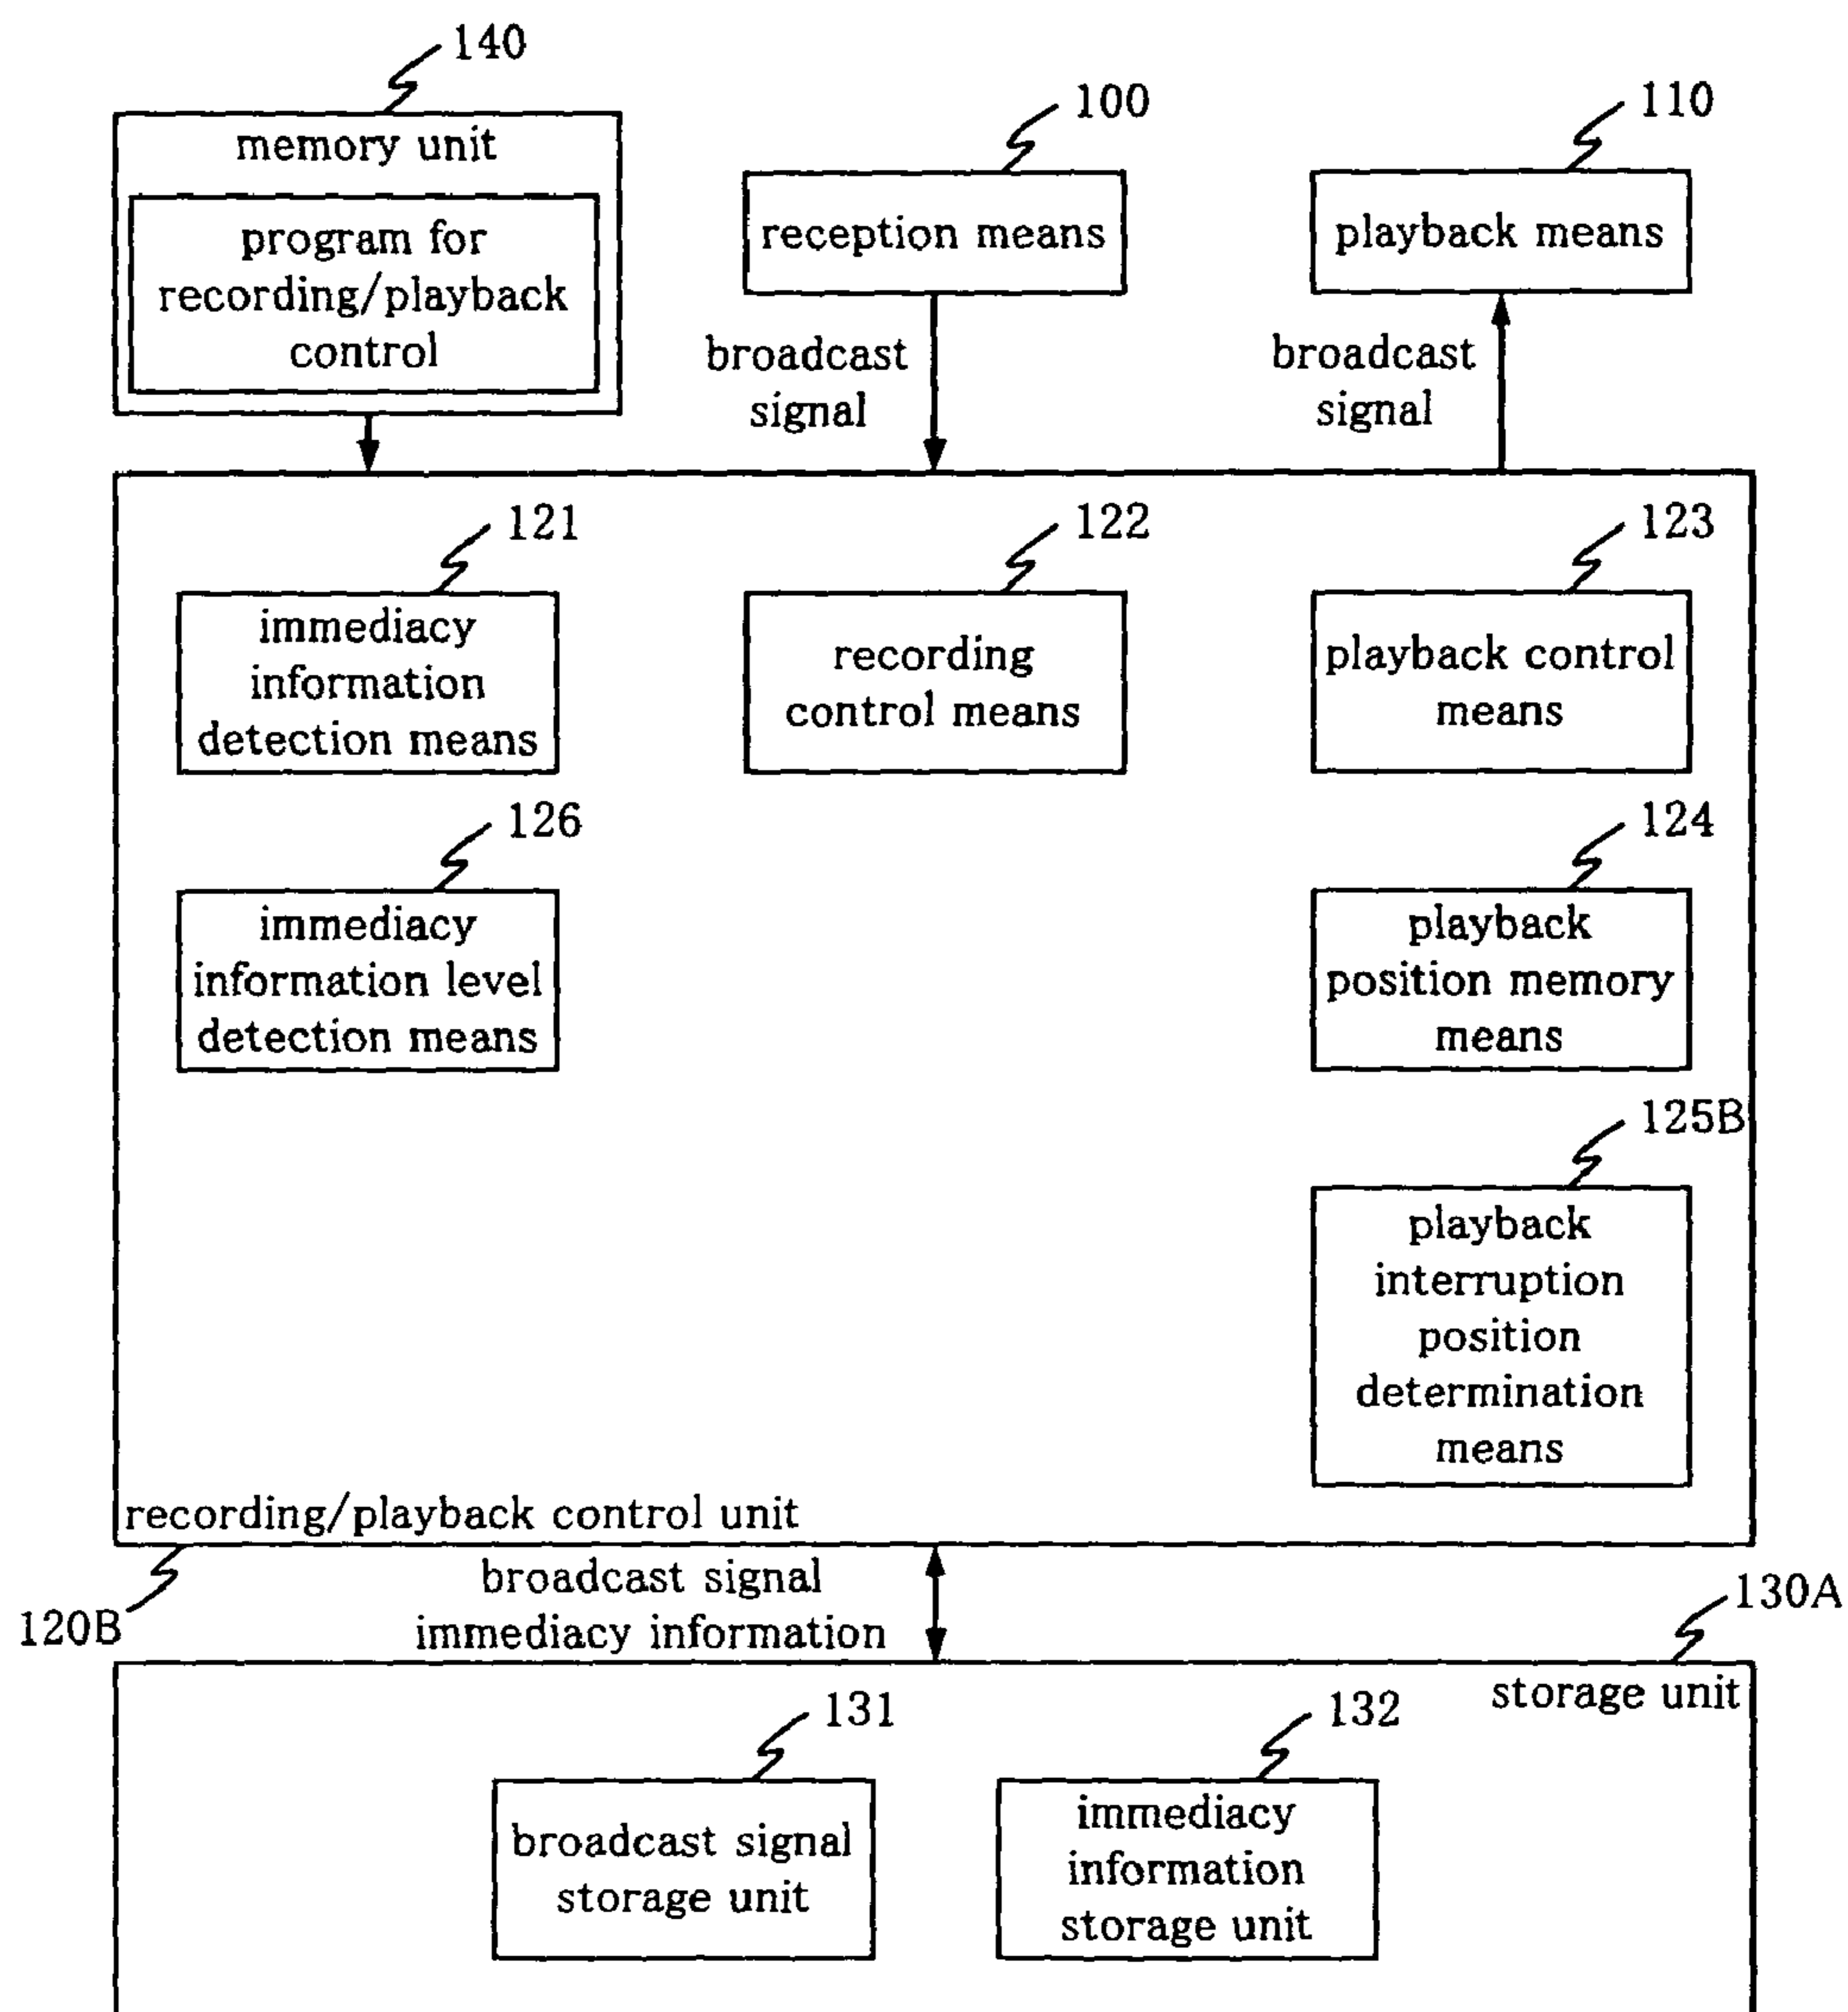 140
memory unit
program for
recording/playback
control
100
reception means
110
playback means
broadcast
signal
broadcast
signal
121
immediacy
information
detection means
122
recording
control means
123
playback control
means
126
immediacy
information level
detection means
124
playback
position memory
means
125B
playback
interruption
position
determination
means
recording/playback control unit
120B
broadcast signal
immediacy information
130A
storage unit
131
broadcast signal
storage unit
132
immediacy
information
storage unit